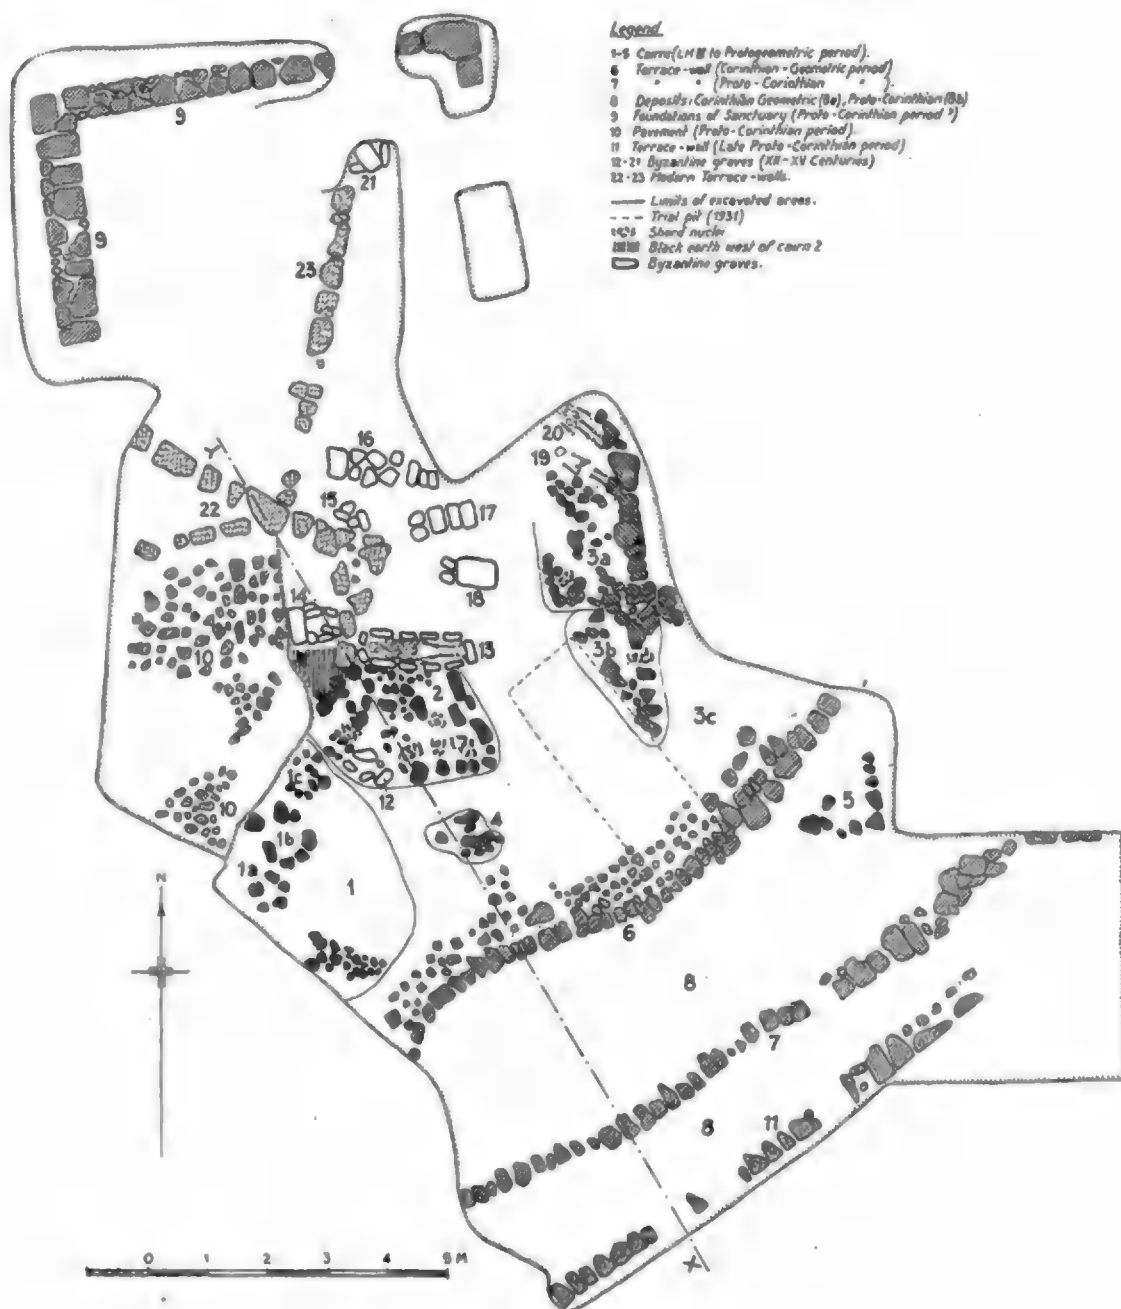 Legend
1-5 Cairns (LM III to Protogeometric period).
6 Terrace-wall (Corinthian-Geometric period)
7 " " (Proto-Corinthian " ).
8 Deposits: Corinthian Geometric (8a), Proto-Corinthian (8b)
9 Foundations of Sanctuary (Proto-Corinthian period ?)
10 Pavement (Proto-Corinthian period).
11 Terrace-wall (Late Proto-Corinthian period)
12-21 Byzantine graves (XII-XV Centuries)
22-23 Modern Terrace-walls.
Limits of excavated areas.
Trial pit (1931)
Sherd nuclei
Black earth west of cairn 2
Byzantine graves.
9
21
9
23
20
16
19
Y
15
17
22
3a
14
18
10
13
3b
2
3c
1c
12
10
4
5
1b
1a
1
N
6
8
7
8
11
X
0 1 2 3 4 5 M